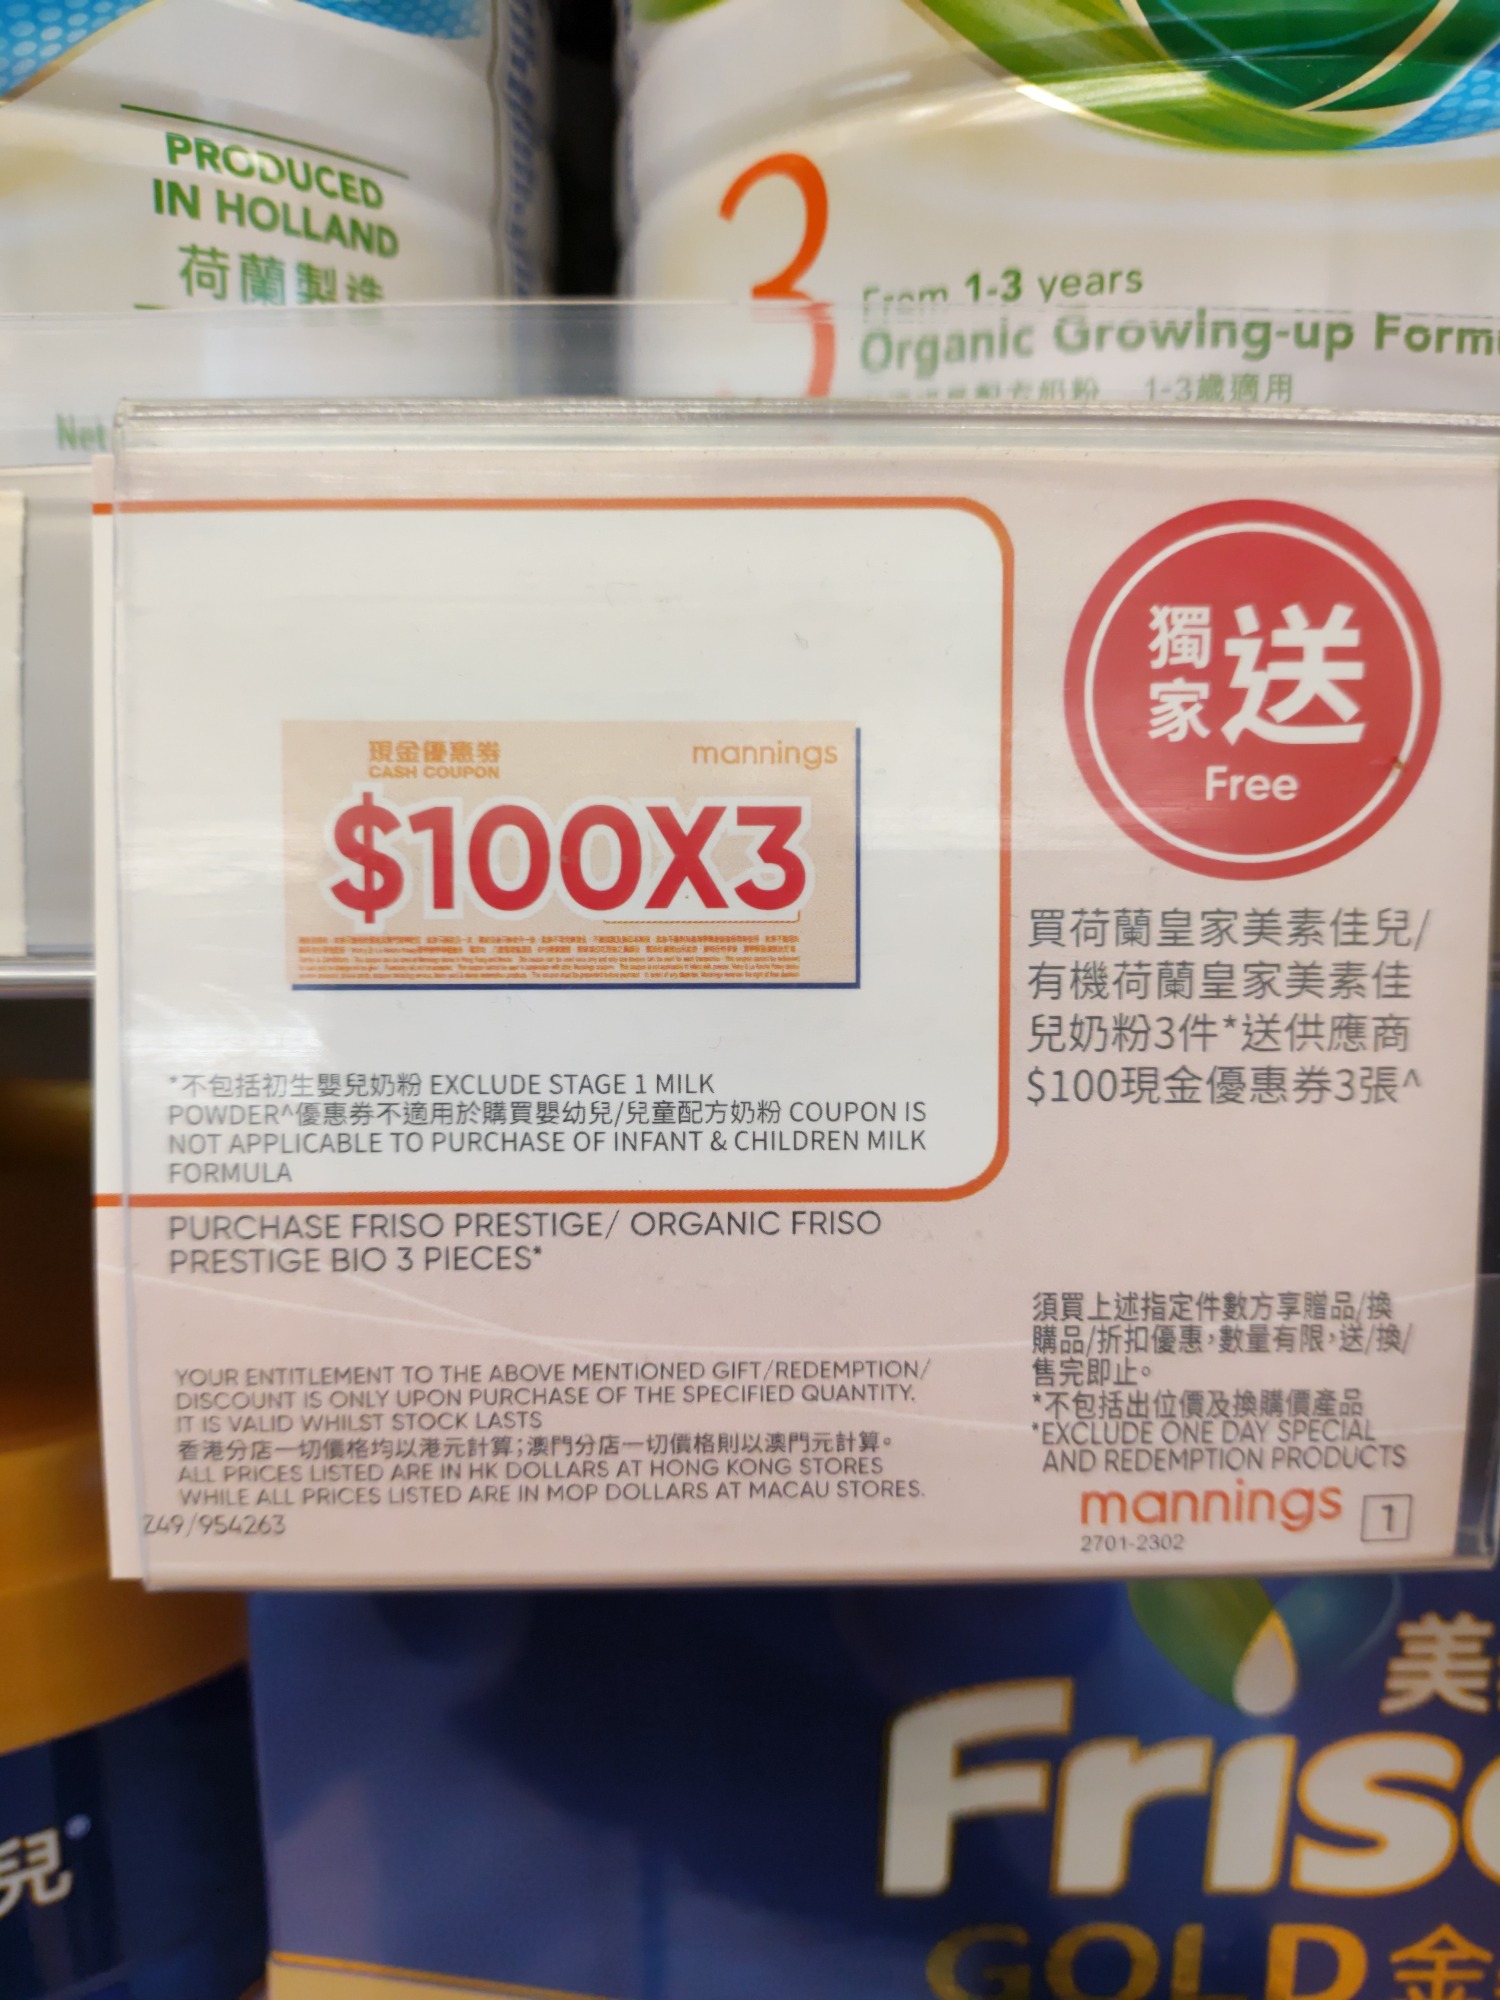 PRODUCED
IN HOLLAND
荷蘭製造
Net
3
From 1-3 years
Organic Growing-up Form
配方奶粉 1-3歲適用
現金優惠券
CASH COUPON
mannings
$100X3
獨家送
Free
買荷蘭皇家美素佳兒/
有機荷蘭皇家美素佳
兒奶粉3件*送供應商
$100現金優惠券3張^
*不包括初生嬰兒奶粉 EXCLUDE STAGE 1 MILK
POWDER^優惠券不適用於購買嬰幼兒/兒童配方奶粉 COUPON IS
NOT APPLICABLE TO PURCHASE OF INFANT & CHILDREN MILK
FORMULA
PURCHASE FRISO PRESTIGE/ ORGANIC FRISO
PRESTIGE BIO 3 PIECES*
YOUR ENTITLEMENT TO THE ABOVE MENTIONED GIFT/REDEMPTION/
DISCOUNT IS ONLY UPON PURCHASE OF THE SPECIFIED QUANTITY.
IT IS VALID WHILST STOCK LASTS
香港分店一切價格均以港元計算;澳門分店一切價格則以澳門元計算。
ALL PRICES LISTED ARE IN HK DOLLARS AT HONG KONG STORES
WHILE ALL PRICES LISTED ARE IN MOP DOLLARS AT MACAU STORES.
Z49/954263
須買上述指定件數方享贈品/換
購品/折扣優惠,數量有限,送/換/
售完即止。
*不包括出位價及換購價產品
*EXCLUDE ONE DAY SPECIAL
AND REDEMPTION PRODUCTS
mannings 1
2701-2302
美
Friso
GOLD 金
兒®